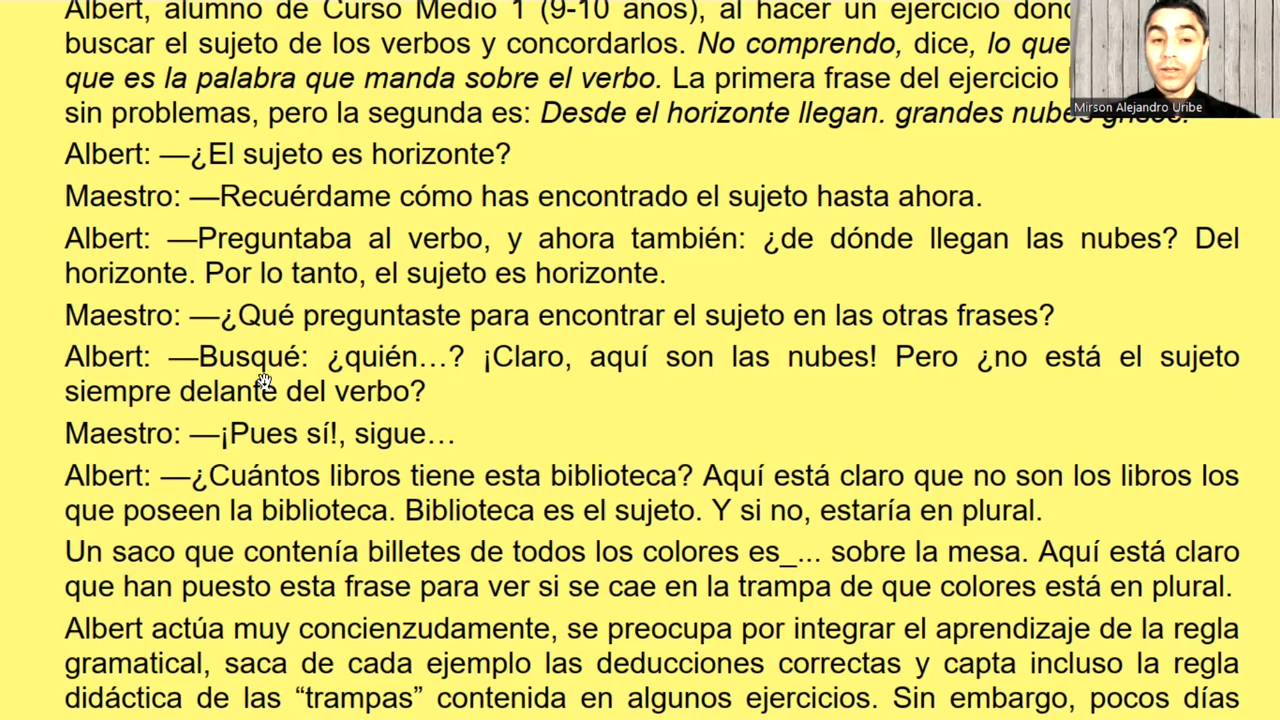 Albert, alumno de Curso Medio 1 (9-10 años), al hacer un ejercicio
buscar el sujeto de los verbos y concordarlos. No comprendo, dice, lo que
que es la palabra que manda sobre el verbo. La primera frase del ejercicio
sin problemas, pero la segunda es: Desde el horizonte llegan. grandes nubes grises.
Mirson Alejandro Uribe
Albert: —¿El sujeto es horizonte?
Maestro: —Recuérdame cómo has encontrado el sujeto hasta ahora.
Albert: —Preguntaba al verbo, y ahora también: ¿de dónde llegan las nubes? Del
horizonte. Por lo tanto, el sujeto es horizonte.
Maestro: —¿Qué preguntaste para encontrar el sujeto en las otras frases?
Albert: —Busqué: ¿quién…? ¡Claro, aquí son las nubes! Pero ¿no está el sujeto
siempre delante del verbo?
Maestro: —¡Pues sí!, sigue…
Albert: —¿Cuántos libros tiene esta biblioteca? Aquí está claro que no son los libros los
que poseen la biblioteca. Biblioteca es el sujeto. Y si no, estaría en plural.
Un saco que contenía billetes de todos los colores es_... sobre la mesa. Aquí está claro
que han puesto esta frase para ver si se cae en la trampa de que colores está en plural.
Albert actúa muy concienzudamente, se preocupa por integrar el aprendizaje de la regla
gramatical, saca de cada ejemplo las deducciones correctas y capta incluso la regla
didáctica de las “trampas” contenida en algunos ejercicios. Sin embargo, pocos días